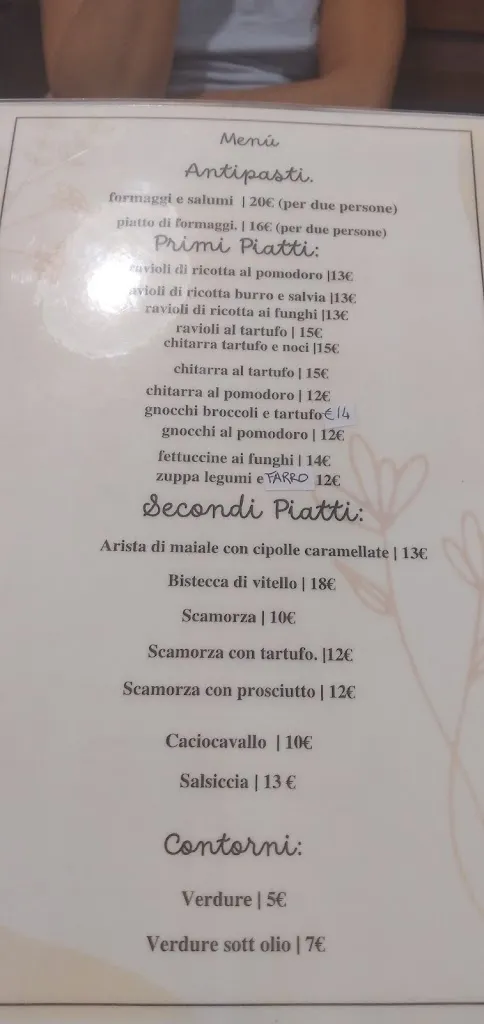 Menú
Antipasti.
formaggi e salumi | 20€ (per due persone)
piatto di formaggi. | 16€ (per due persone)
Primi Piatti:
ravioli di ricotta al pomodoro |13€
ravioli di ricotta burro e salvia |13€
ravioli di ricotta ai funghi |13€
ravioli al tartufo | 15€
chitarra tartufo e noci |15€
chitarra al tartufo | 15€
chitarra al pomodoro | 12€
gnocchi broccoli e tartufo €14
gnocchi al pomodoro | 12€
fettuccine ai funghi | 14€
zuppa legumi e FARRO 12€
Secondi Piatti:
Arista di maiale con cipolle caramellate | 13€
Bistecca di vitello | 18€
Scamorza | 10€
Scamorza con tartufo. |12€
Scamorza con prosciutto | 12€
Caciocavallo | 10€
Salsiccia | 13 €
Contorni:
Verdure | 5€
Verdure sott olio | 7€